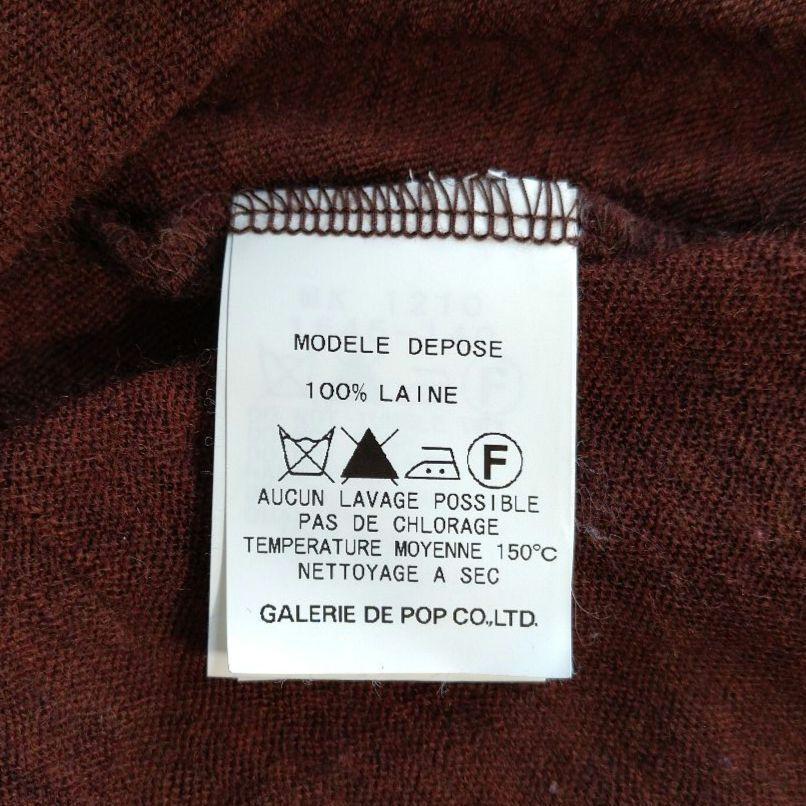 MODELE DEPOSE
100% LAINE
F
AUCUN LAVAGE POSSIBLE
PAS DE CHLORAGE
TEMPERATURE MOYENNE 150°C
NETTOYAGE A SEC
GALERIE DE POP CO.,LTD.